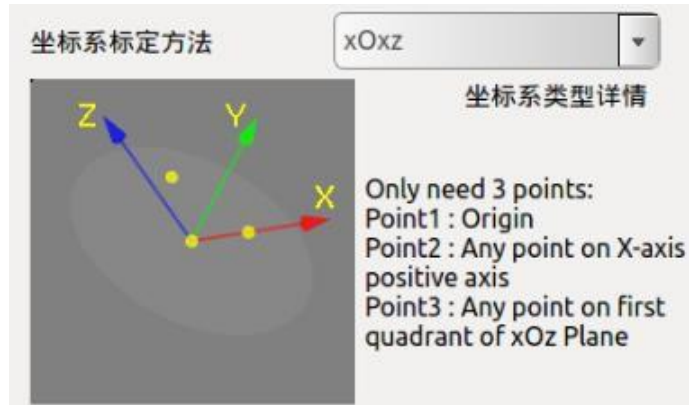 坐标系标定方法
xOxz
坐标系类型详情
Z
Y
X
Only need 3 points:
Point1 : Origin
Point2 : Any point on X-axis
positive axis
Point3 : Any point on first
quadrant of xOz Plane